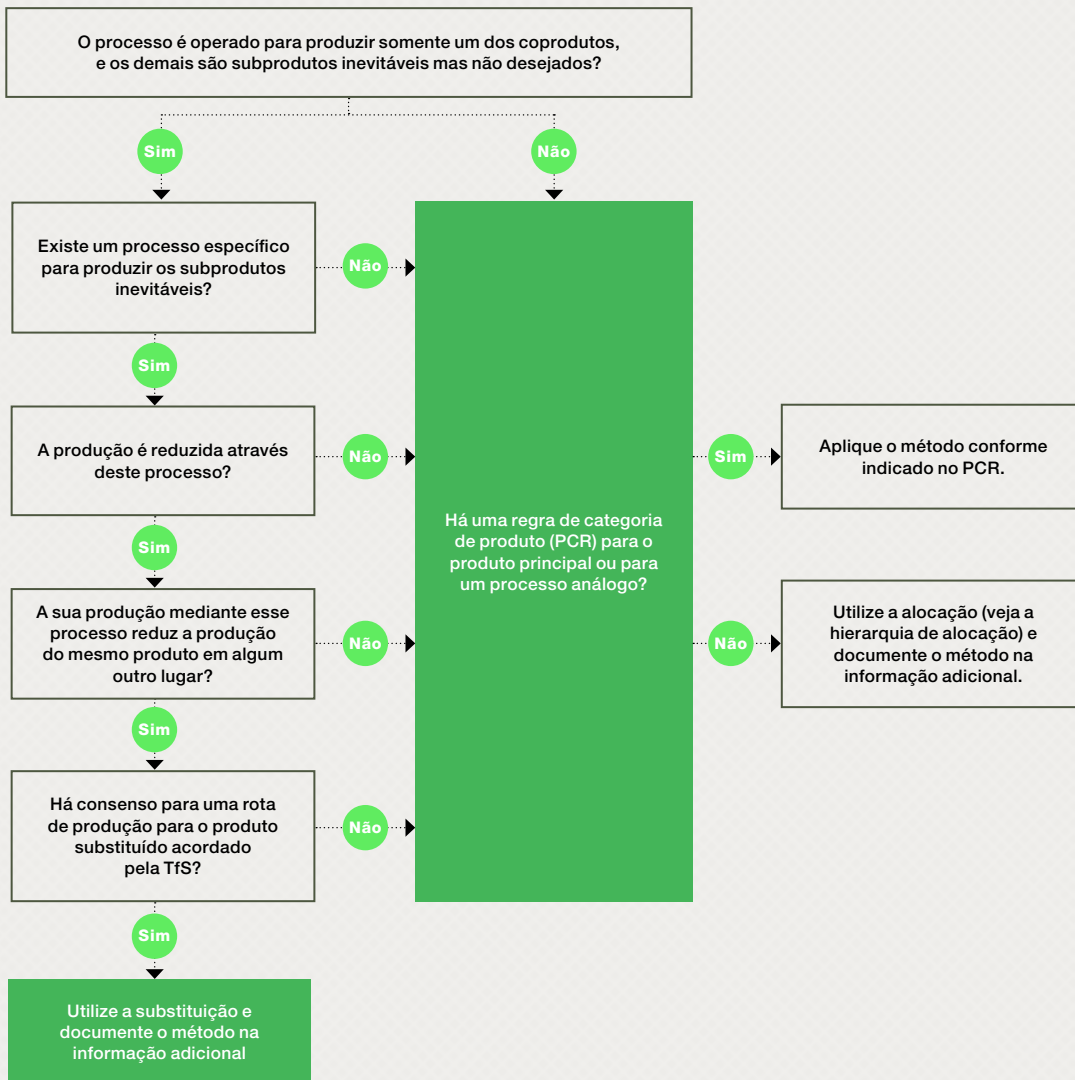 O processo é operado para produzir somente um dos coprodutos,
e os demais são subprodutos inevitáveis mas não desejados?
Sim
Não
Existe um processo específico
para produzir os subprodutos
inevitáveis?
Não
Sim
A produção é reduzida através
deste processo?
Não
Sim
A sua produção mediante esse
processo reduz a produção
do mesmo produto em algum
outro lugar?
Não
Sim
Há consenso para uma rota
de produção para o produto
substituído acordado
pela TfS?
Não
Sim
Utilize a substituição e
documente o método na
informação adicional
Há uma regra de categoria
de produto (PCR) para o
produto principal ou para
um processo análogo?
Sim
Aplique o método conforme
indicado no PCR.
Não
Utilize a alocação (veja a
hierarquia de alocação) e
documente o método na
informação adicional.